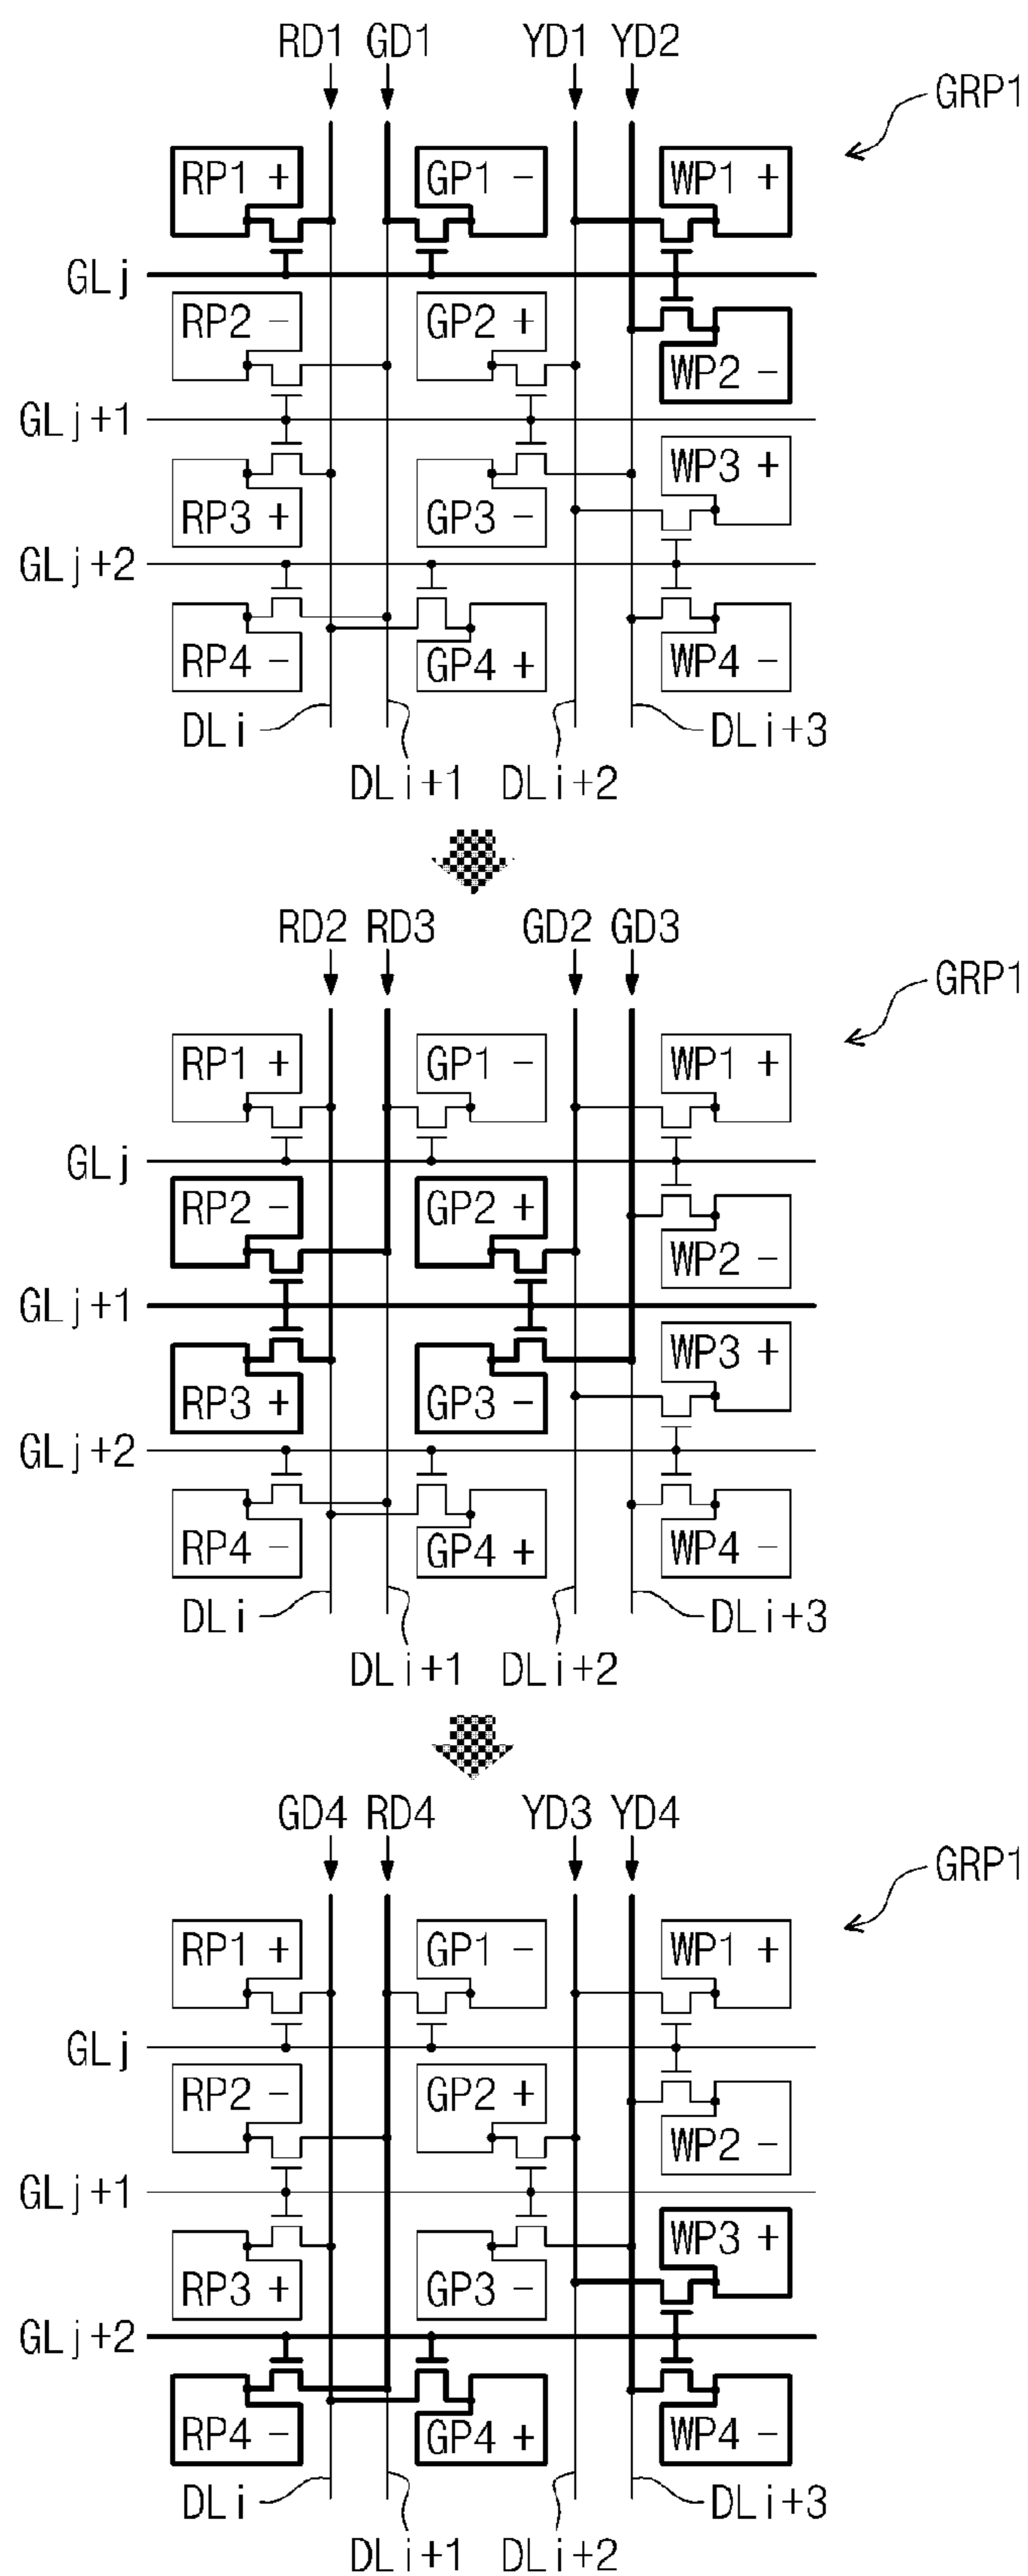 RD1 GD1 YD1 YD2
GRP1
RP1 + GP1 - WP1 +
GLj
RP2 - GP2 +
WP2 -
GLj+1
WP3 +
RP3 + GP3 -
GLj+2
RP4 - GP4 + WP4 -
DLi DLi+3
DLi+1 DLi+2
RD2 RD3 GD2 GD3
GRP1
RP1 + GP1 - WP1 +
GLj
RP2 - GP2 +
WP2 -
GLj+1
WP3 +
RP3 + GP3 -
GLj+2
RP4 - GP4 + WP4 -
DLi DLi+3
DLi+1 DLi+2
GD4 RD4 YD3 YD4
GRP1
RP1 + GP1 - WP1 +
GLj
RP2 - GP2 +
WP2 -
GLj+1
WP3 +
RP3 + GP3 -
GLj+2
RP4 - GP4 + WP4 -
DLi DLi+3
DLi+1 DLi+2